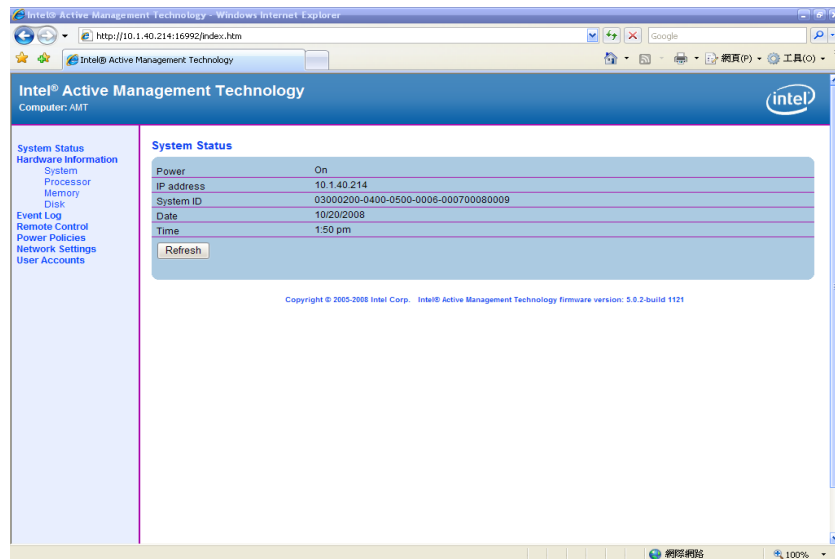 Intel® Active Management Technology - Windows Internet Explorer
http://10.1.40.214:16992/index.htm
Google
Intel® Active Management Technology
網頁(P)
工具(O)
Intel® Active Management Technology
Computer: AMT
intel
System Status
Hardware Information
System
Processor
Memory
Disk
Event Log
Remote Control
Power Policies
Network Settings
User Accounts
System Status
Power On
IP address 10.1.40.214
System ID 03000200-0400-0500-0006-000700080009
Date 10/20/2008
Time 1:50 pm
Refresh
Copyright © 2005-2008 Intel Corp. Intel® Active Management Technology firmware version: 5.0.2-build 1121
網際網路
100%